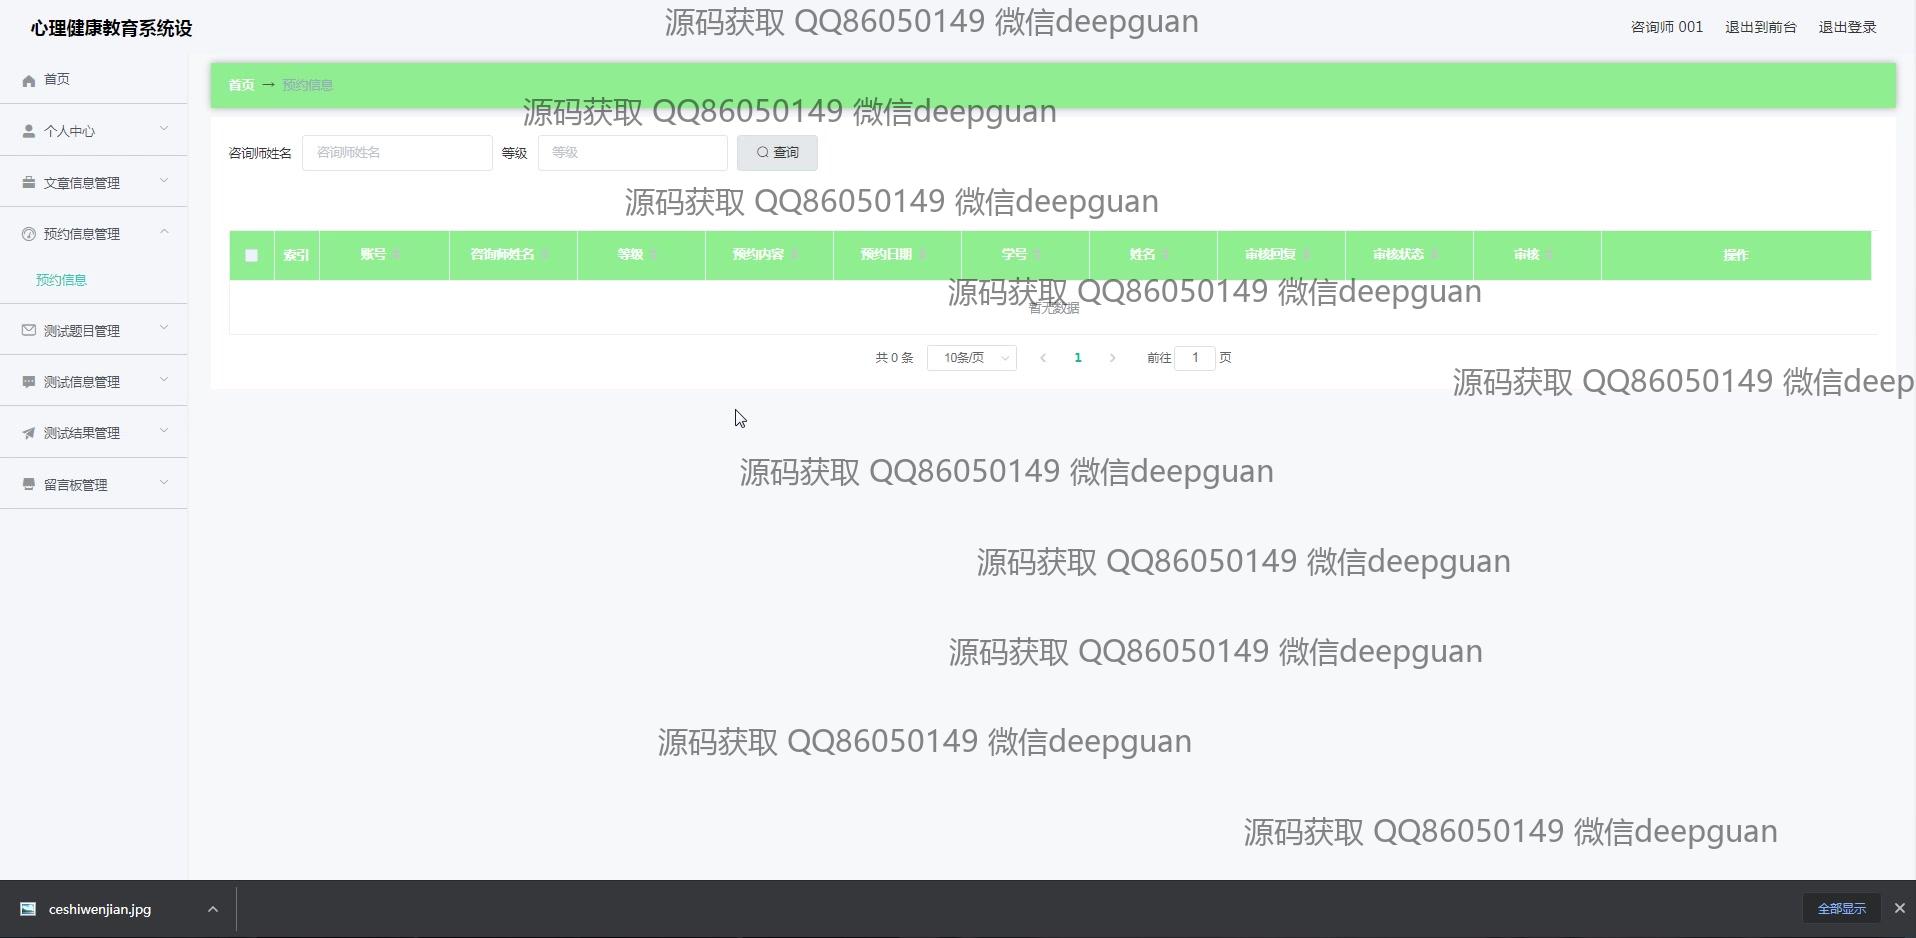 心理健康教育系统设
源码获取 QQ86050149 微信deepguan
咨询师 001 退出到前台 退出登录
首页
个人中心
文章信息管理
预约信息管理
预约信息
测试题目管理
测试信息管理
测试结果管理
留言板管理
首页 → 预约信息
源码获取 QQ86050149 微信deepguan
咨询师姓名 咨询师姓名 等级 等级 查询
源码获取 QQ86050149 微信deepguan
索引 账号 咨询师姓名 等级 预约内容 预约日期 学号 姓名 审核回复 审核状态 审核 操作
源码获取 QQ86050149 微信deepguan
暂无数据
共 0 条 10条/页 1 前往 1 页
源码获取 QQ86050149 微信deep
源码获取 QQ86050149 微信deepguan
源码获取 QQ86050149 微信deepguan
源码获取 QQ86050149 微信deepguan
源码获取 QQ86050149 微信deepguan
源码获取 QQ86050149 微信deepguan
ceshiwenjian.jpg 全部显示